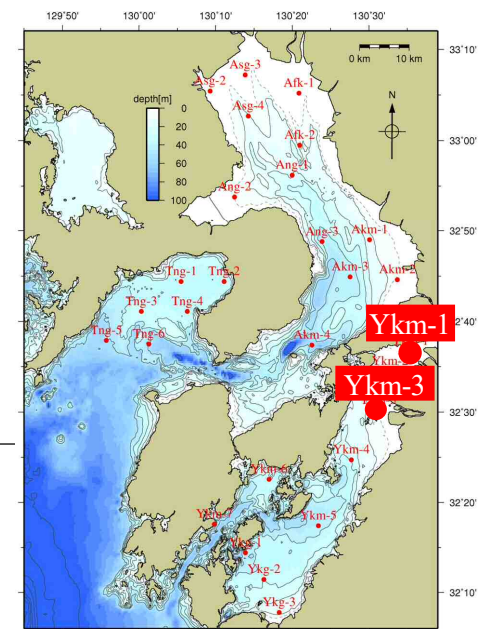 129°50'
130°00'
130°10'
130°20'
130°30'
33°10'
33°00'
32°50'
32°40'
32°30'
32°20'
32°10'
0 km 10 km
N
depth[m]
0
20
40
60
80
100
Asg-3
Asg-2
Afk-1
Asg-4
Afk-2
Ang-1
Ang-2
Akm-1
Ang-3
Tng-1
Tng-2
Akm-3
Akm-2
Tng-3
Tng-4
Ykm-1
Tng-5
Tng-6
Akm-4
Ykm-3
Ykm-4
Ykm-6
Ykm-7
Ykm-5
Ykg-1
Ykg-2
Ykg-3